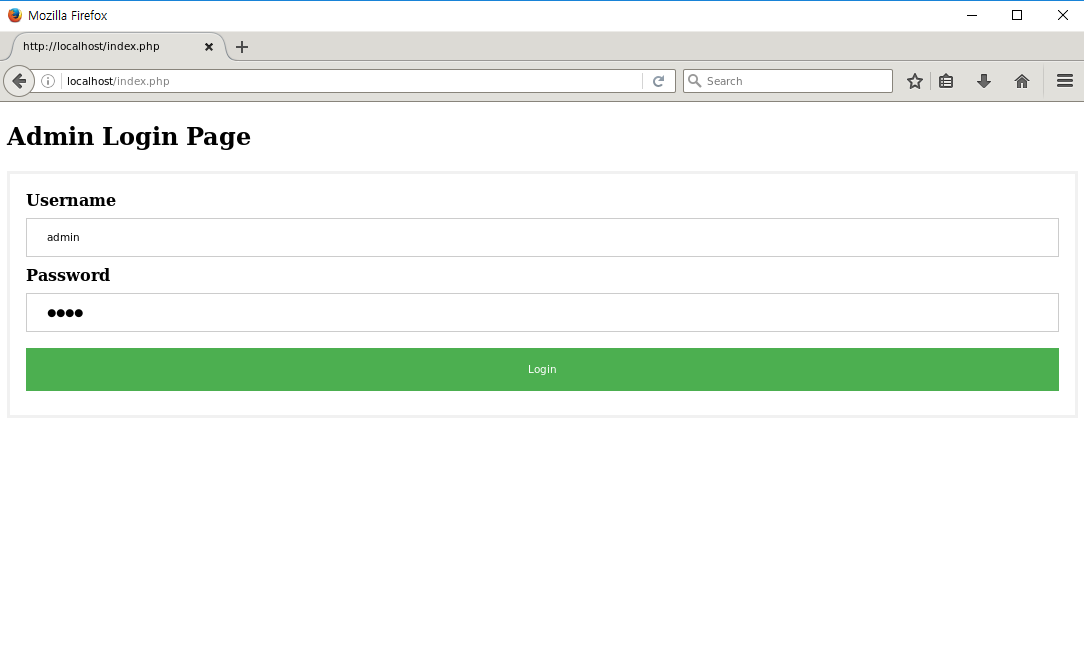 Mozilla Firefox
http://localhost/index.php
localhost/index.php
Search
Admin Login Page
Username
admin
Password
Login